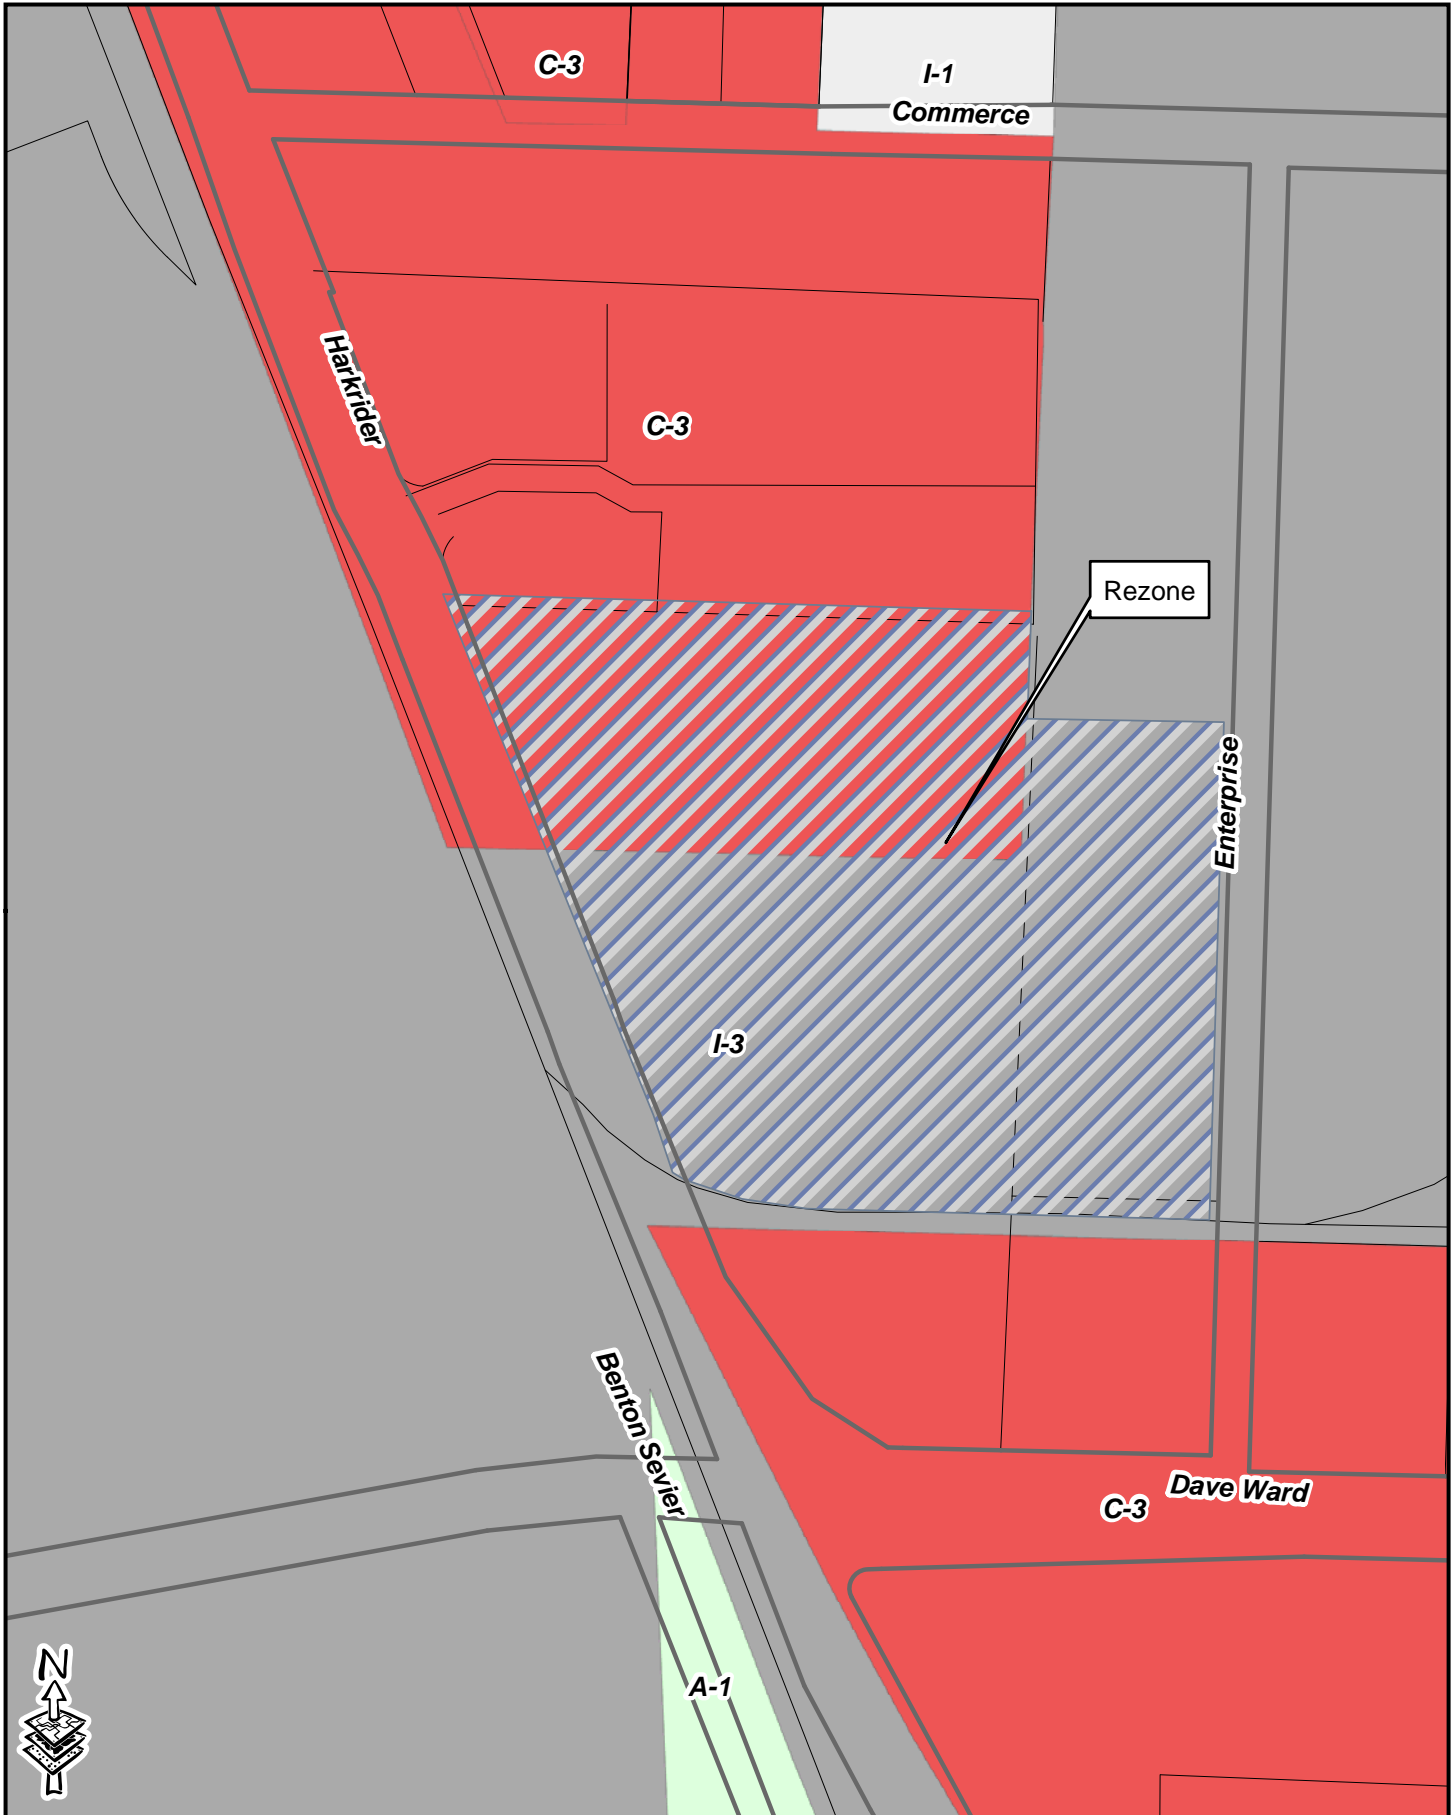 C-3
I-1
Commerce
Harkrider
C-3
Rezone
Enterprise
I-3
Benton Sevier
Dave Ward
C-3
N
A-1